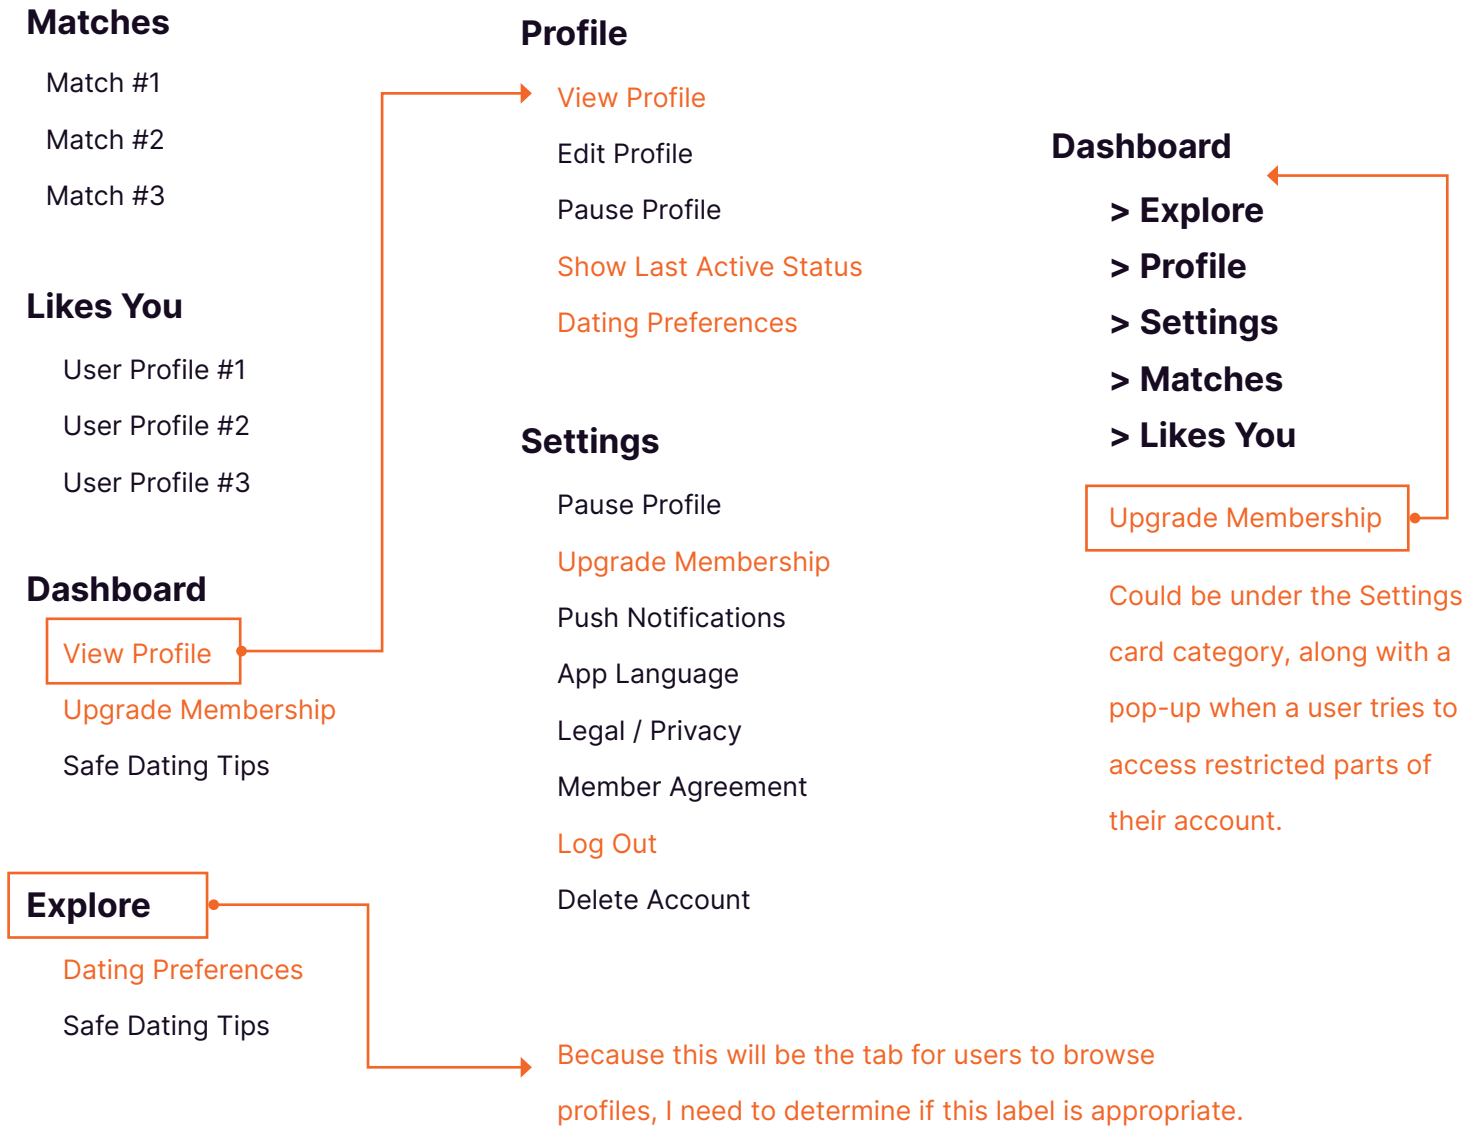 Matches
Match #1
Match #2
Match #3
Likes You
User Profile #1
User Profile #2
User Profile #3
Dashboard
View Profile
Upgrade Membership
Safe Dating Tips
Explore
Dating Preferences
Safe Dating Tips
Profile
View Profile
Edit Profile
Pause Profile
Show Last Active Status
Dating Preferences
Settings
Pause Profile
Upgrade Membership
Push Notifications
App Language
Legal / Privacy
Member Agreement
Log Out
Delete Account
Because this will be the tab for users to browse
profiles, I need to determine if this label is appropriate.
Dashboard
> Explore
> Profile
> Settings
> Matches
> Likes You
Upgrade Membership
Could be under the Settings
card category, along with a
pop-up when a user tries to
access restricted parts of
their account.